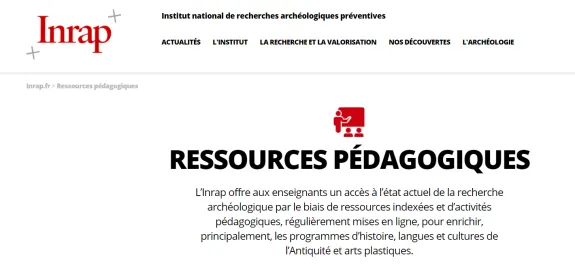 Inrap
Institut national de recherches archéologiques préventives
ACTUALITÉS L'INSTITUT LA RECHERCHE ET LA VALORISATION NOS DÉCOUVERTES L'ARCHÉOLOGIE
Inrap.fr > Ressources pédagogiques
RESSOURCES PÉDAGOGIQUES
L’Inrap offre aux enseignants un accès à l’état actuel de la recherche
archéologique par le biais de ressources indexées et d’activités
pédagogiques, régulièrement mises en ligne, pour enrichir,
principalement, les programmes d’histoire, langues et cultures de
l’Antiquité et arts plastiques.